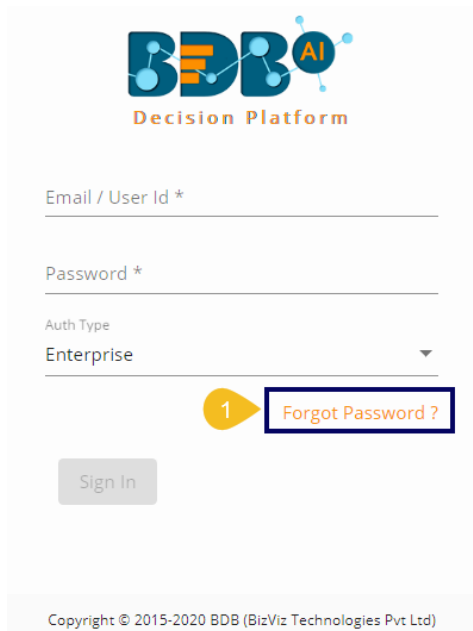 BDB AI
Decision Platform
Email / User Id *
Password *
Auth Type
Enterprise
1
Forgot Password ?
Sign In
Copyright © 2015-2020 BDB (BizViz Technologies Pvt Ltd)